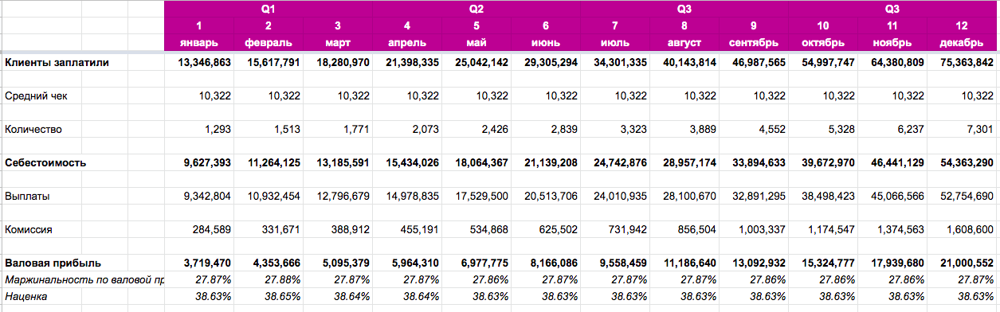 Q1 Q2 Q3 Q3
1 2 3 4 5 6 7 8 9 10 11 12
январь февраль март апрель май июнь июль август сентябрь октябрь ноябрь декабрь
Клиенты заплатили 13,346,863 15,617,791 18,280,970 21,398,335 25,042,142 29,305,294 34,301,335 40,143,814 46,987,565 54,997,747 64,380,809 75,363,842
Средний чек 10,322 10,322 10,322 10,322 10,322 10,322 10,322 10,322 10,322 10,322 10,322 10,322
Количество 1,293 1,513 1,771 2,073 2,426 2,839 3,323 3,889 4,552 5,328 6,237 7,301
Себестоимость 9,627,393 11,264,125 13,185,591 15,434,026 18,064,367 21,139,208 24,742,876 28,957,174 33,894,633 39,672,970 46,441,129 54,363,290
Выплаты 9,342,804 10,932,454 12,796,679 14,978,835 17,529,500 20,513,706 24,010,935 28,100,670 32,891,295 38,498,423 45,066,566 52,754,690
Комиссия 284,589 331,671 388,912 455,191 534,868 625,502 731,942 856,504 1,003,337 1,174,547 1,374,563 1,608,600
Валовая прибыль 3,719,470 4,353,666 5,095,379 5,964,310 6,977,775 8,166,086 9,558,459 11,186,640 13,092,932 15,324,777 17,939,680 21,000,552
Маржинальность по валовой пр 27.87% 27.88% 27.87% 27.87% 27.86% 27.87% 27.87% 27.87% 27.86% 27.86% 27.86% 27.87%
Наценка 38.63% 38.65% 38.64% 38.64% 38.63% 38.63% 38.63% 38.63% 38.63% 38.63% 38.63% 38.63%